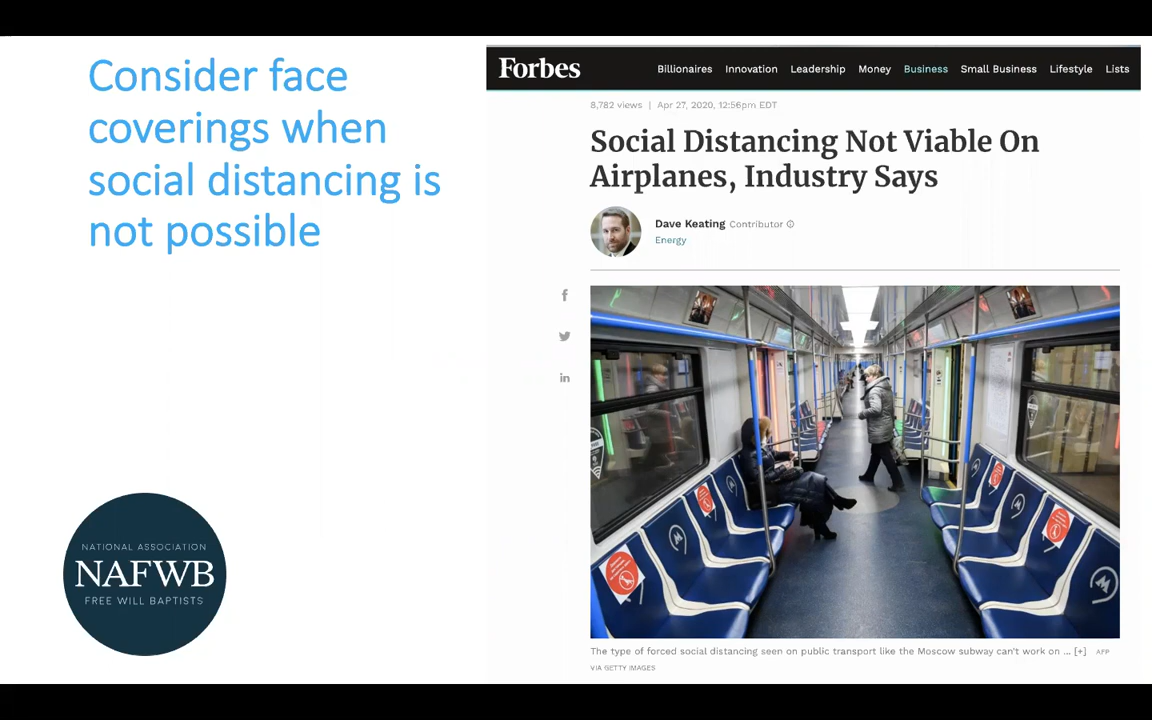 Consider face
coverings when
social distancing is
not possible
NATIONAL ASSOCIATION
NAFWB
FREE WILL BAPTISTS
Forbes
Billionaires Innovation Leadership Money Business Small Business Lifestyle Lists
8,782 views | Apr 27, 2020, 12:56pm EDT
Social Distancing Not Viable On
Airplanes, Industry Says
Dave Keating Contributor
Energy
The type of forced social distancing seen on public transport like the Moscow subway can't work on ... [+] AFP
VIA GETTY IMAGES